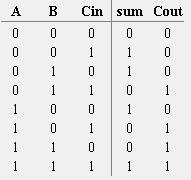 A B Cin sum Cout
0 0 0 0 0
0 0 1 1 0
0 1 0 1 0
0 1 1 0 1
1 0 0 1 0
1 0 1 0 1
1 1 0 0 1
1 1 1 1 1